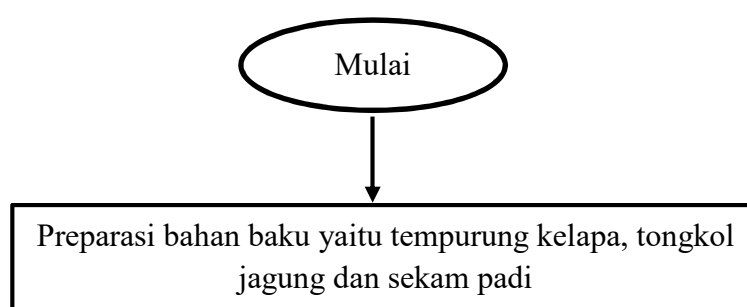 Mulai
Preparasi bahan baku yaitu tempurung kelapa, tongkol
jagung dan sekam padi